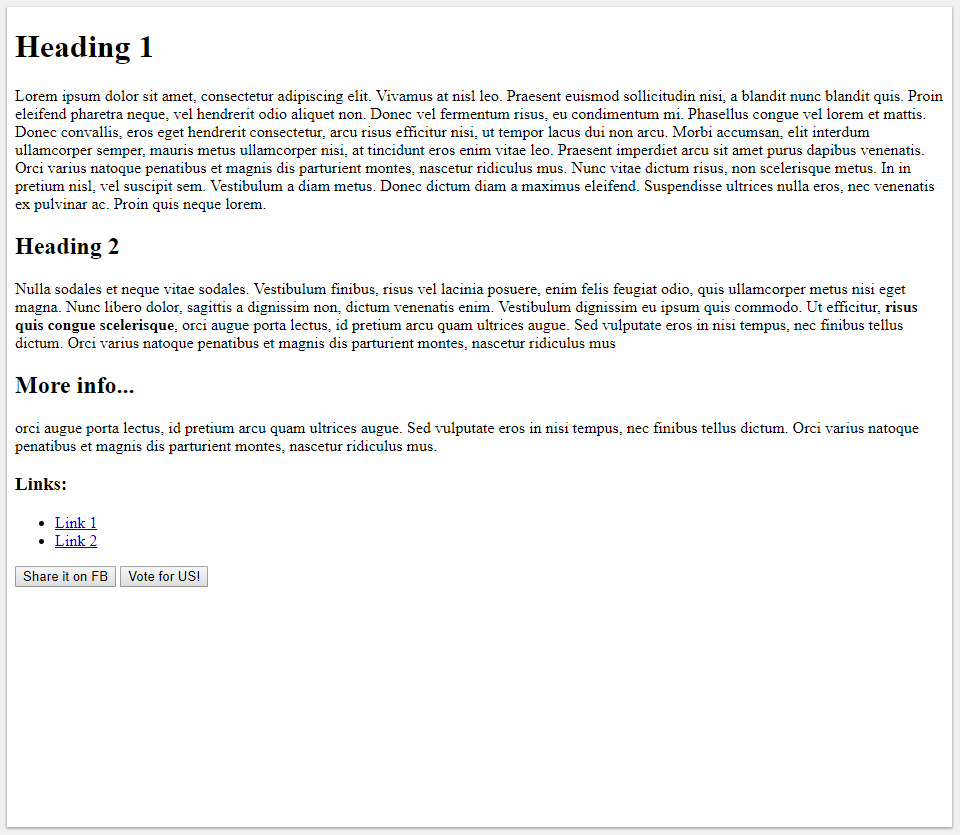 Heading 1
Lorem ipsum dolor sit amet, consectetur adipiscing elit. Vivamus at nisl leo. Praesent euismod sollicitudin nisi, a blandit nunc blandit quis. Proin
eleifend pharetra neque, vel hendrerit odio aliquet non. Donec vel fermentum risus, eu condimentum mi. Phasellus congue vel lorem et mattis.
Donec convallis, eros eget hendrerit consectetur, arcu risus efficitur nisi, ut tempor lacus dui non arcu. Morbi accumsan, elit interdum
ullamcorper semper, mauris metus ullamcorper nisi, at tincidunt eros enim vitae leo. Praesent imperdiet arcu sit amet purus dapibus venenatis.
Orci varius natoque penatibus et magnis dis parturient montes, nascetur ridiculus mus. Nunc vitae dictum risus, non scelerisque metus. In in
pretium nisl, vel suscipit sem. Vestibulum a diam metus. Donec dictum diam a maximus eleifend. Suspendisse ultrices nulla eros, nec venenatis
ex pulvinar ac. Proin quis neque lorem.
Heading 2
Nulla sodales et neque vitae sodales. Vestibulum finibus, risus vel lacinia posuere, enim felis feugiat odio, quis ullamcorper metus nisi eget
magna. Nunc libero dolor, sagittis a dignissim non, dictum venenatis enim. Vestibulum dignissim eu ipsum quis commodo. Ut efficitur, risus
quis congue scelerisque, orci augue porta lectus, id pretium arcu quam ultrices augue. Sed vulputate eros in nisi tempus, nec finibus tellus
dictum. Orci varius natoque penatibus et magnis dis parturient montes, nascetur ridiculus mus
More info...
orci augue porta lectus, id pretium arcu quam ultrices augue. Sed vulputate eros in nisi tempus, nec finibus tellus dictum. Orci varius natoque
penatibus et magnis dis parturient montes, nascetur ridiculus mus.
Links:
• Link 1
• Link 2
Share it on FB Vote for US!